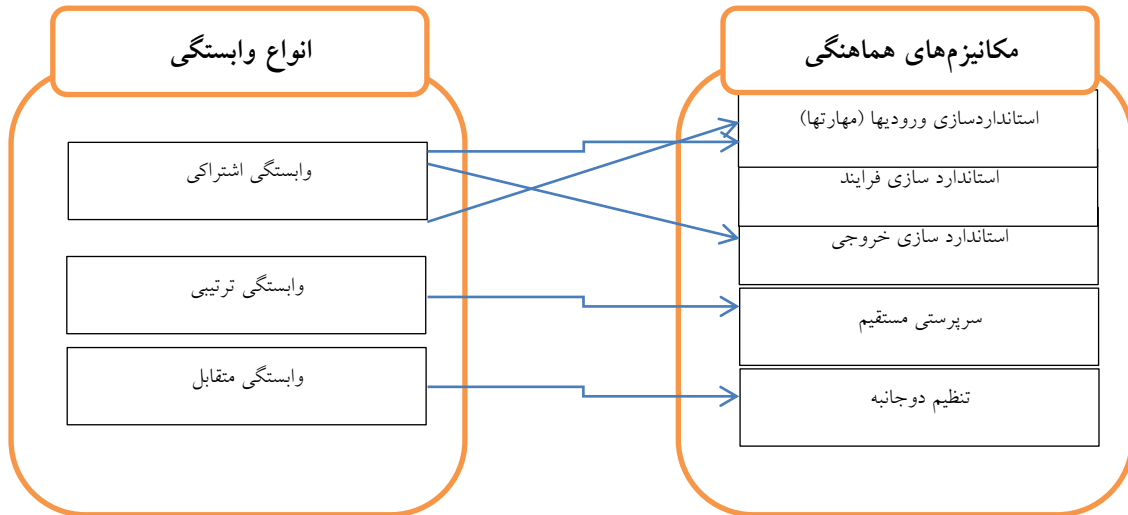 مکانیزم‌های هماهنگی
استانداردسازی ورودیها (مهارتها)
استاندارد سازی فرایند
استاندارد سازی خروجی
سرپرستی مستقیم
تنظیم دوجانبه
انواع وابستگی
وابستگی اشتراکی
وابستگی ترتیبی
وابستگی متقابل